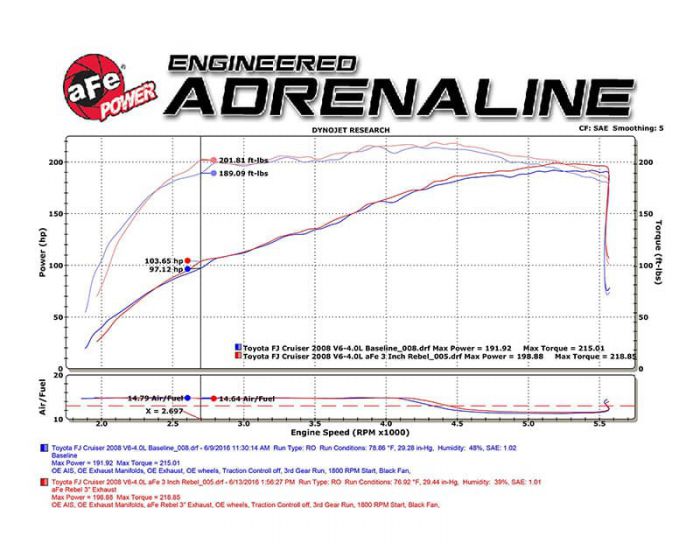 aFe
®
POWER
ENGINEERED
ADRENALINE
DYNOJET RESEARCH
CF: SAE Smoothing: 5
Power (hp)
200
150
100
50
0
201.81 ft-lbs
189.09 ft-lbs
103.65 hp
97.12 hp
Toyota FJ Cruiser 2008 V6-4.0L Baseline_008.drf Max Power = 191.92 Max Torque = 215.01
Toyota FJ Cruiser 2008 V6-4.0L aFe 3 Inch Rebel_005.drf Max Power = 198.88 Max Torque = 218.85
200
150
100
50
0
Torque (ft-lbs)
Air/Fuel
20
10
14.79 Air/Fuel
14.64 Air/Fuel
X = 2.697
20
10
2.0 2.5 3.0 3.5 4.0 4.5 5.0 5.5
Engine Speed (RPM x1000)
Toyota FJ Cruiser 2008 V6-4.0L Baseline_008.drf - 6/9/2016 11:30:14 AM Run Type: RO Run Conditions: 78.86 °F, 29.28 in-Hg, Humidity: 48%, SAE: 1.02
Baseline
Max Power = 191.92 Max Torque = 215.01
OE AIS, OE Exhaust Manifolds, OE Exhaust, OE wheels, Traction Control off, 3rd Gear Run, 1800 RPM Start, Black Fan,
Toyota FJ Cruiser 2008 V6-4.0L aFe 3 Inch Rebel_005.drf - 6/13/2016 1:56:27 PM Run Type: RO Run Conditions: 76.92 °F, 29.44 in-Hg, Humidity: 39%, SAE: 1.01
aFe Rebel 3" Exhaust
Max Power = 198.88 Max Torque = 218.85
OE AIS, OE Exhaust Manifolds, aFe Rebel 3" Exhaust, OE wheels, Traction Control off, 3rd Gear Run, 1800 RPM Start, Black Fan,